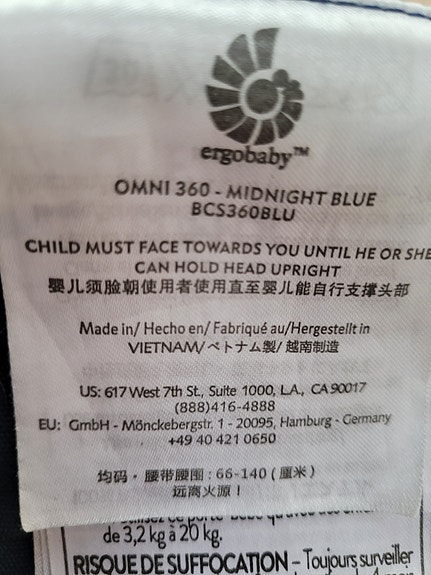 ergobaby™
OMNI 360 - MIDNIGHT BLUE
BCS360BLU
CHILD MUST FACE TOWARDS YOU UNTIL HE OR SHE
CAN HOLD HEAD UPRIGHT
婴儿须脸朝使用者使用直至婴儿能自行支撑头部
Made in/ Hecho en/ Fabriqué au/Hergestellt in
VIETNAM/ベトナム製/ 越南制造
US: 617 West 7th St., Suite 1000, L.A., CA 90017
(888)416-4888
EU: GmbH - Mönckebergstr. 1 - 20095, Hamburg - Germany
+49 40 421 0650
均码・腰带腰围：66-140 ( 厘米 )
远离火源！
de 3,2 kg à 20 kg.
RISQUE DE SUFFOCATION – Toujours surveiller